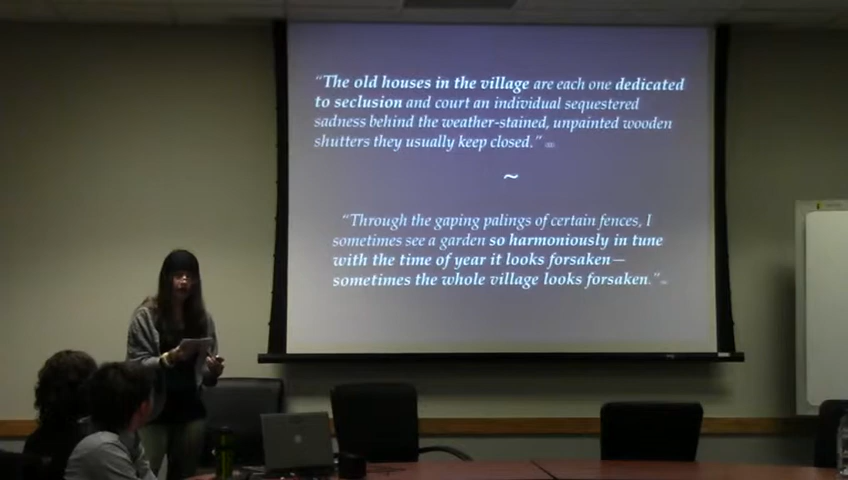 "The old houses in the village are each one dedicated
to seclusion and court an individual sequestered
sadness behind the weather-stained, unpainted wooden
shutters they usually keep closed."
~
"Through the gaping palings of certain fences, I
sometimes see a garden so harmoniously in tune
with the time of year it looks forsaken—
sometimes the whole village looks forsaken."